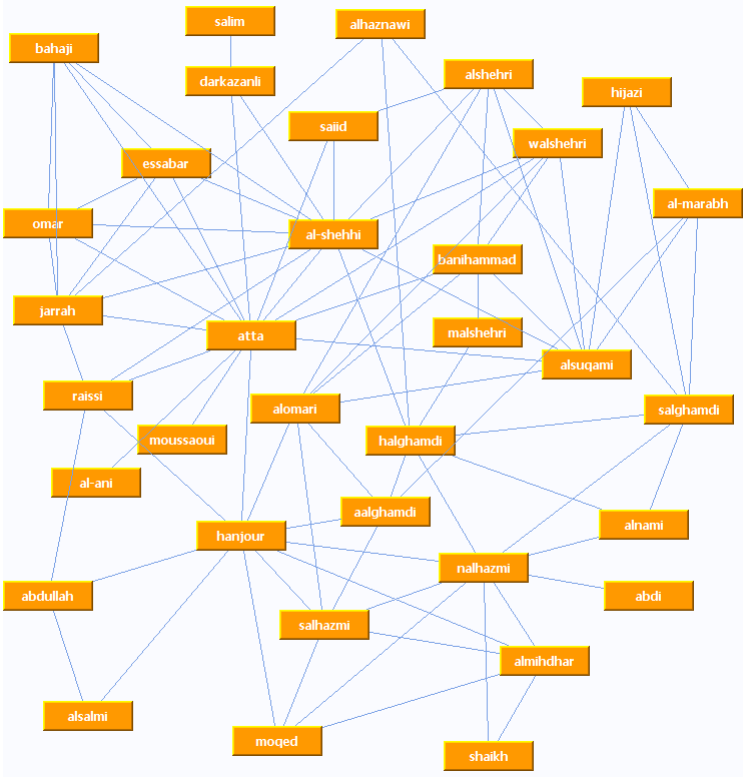 salim
alhaznawi
bahaji
darkazanli
alshehri
hijazi
saiid
walshehri
essabar
al-marabh
omar
al-shehhi
banihammad
jarrah
atta
malshehri
alsuqami
raissi
alomari
salghamdi
moussaoui
halghamdi
al-ani
aalghamdi
alnami
hanjour
nalhazmi
abdullah
abdi
salhazmi
almihdhar
alsalmi
moqed
shaikh